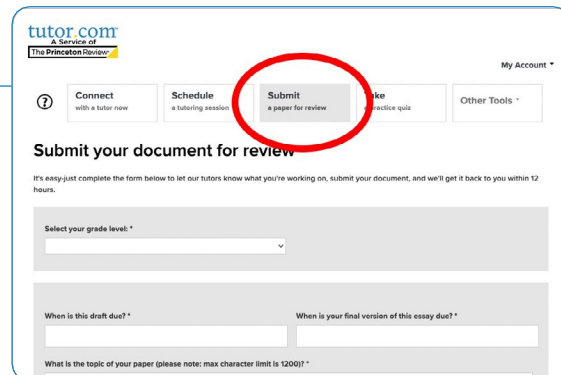 tutor.com
A Service of
The Princeton Review
My Account
Connect
with a tutor now
Schedule
a tutoring session
Submit
a paper for review
practice quiz
Other Tools
Submit your document for review
It's easy-just complete the form below to let our tutors know what you're working on, submit your document, and we'll get it back to you within 12
hours.
Select your grade level: *
When is this draft due? *
When is your final version of this essay due? *
What is the topic of your paper (please note: max character limit is 1200)? *